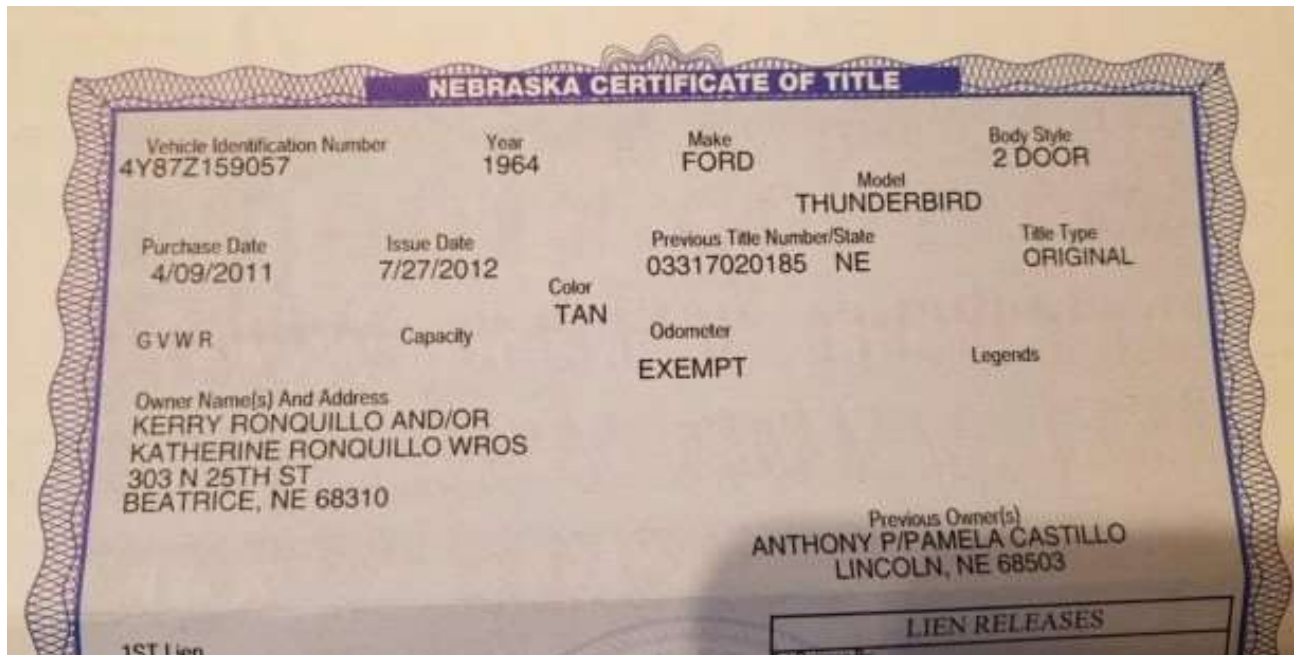 NEBRASKA CERTIFICATE OF TITLE
Vehicle Identification Number Year Make Body Style
4Y87Z159057 1964 FORD 2 DOOR
Model
THUNDERBIRD
Purchase Date Issue Date Previous Title Number/State Title Type
4/09/2011 7/27/2012 03317020185 NE ORIGINAL
Color
TAN
G V W R Capacity Odometer Legends
EXEMPT
Owner Name(s) And Address
KERRY RONQUILLO AND/OR
KATHERINE RONQUILLO WROS
303 N 25TH ST
BEATRICE, NE 68310
Previous Owner(s)
ANTHONY P/PAMELA CASTILLO
LINCOLN, NE 68503
LIEN RELEASES
1ST Lien